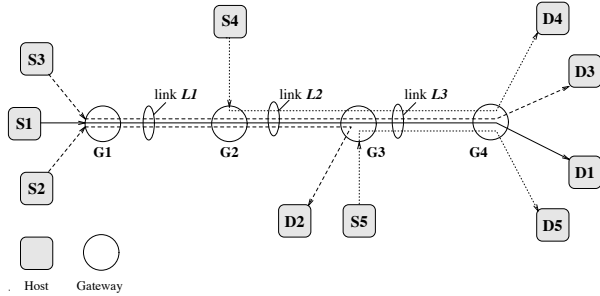 S4
D4
S3
D3
link L1
link L2
link L3
S1
G1
G2
G3
G4
D1
S2
D2
S5
D5
Host
Gateway